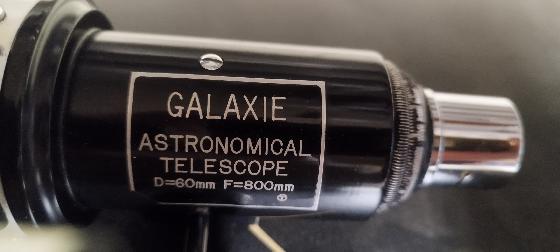 GALAXIE
ASTRONOMICAL
TELESCOPE
D=60mm F=800mm